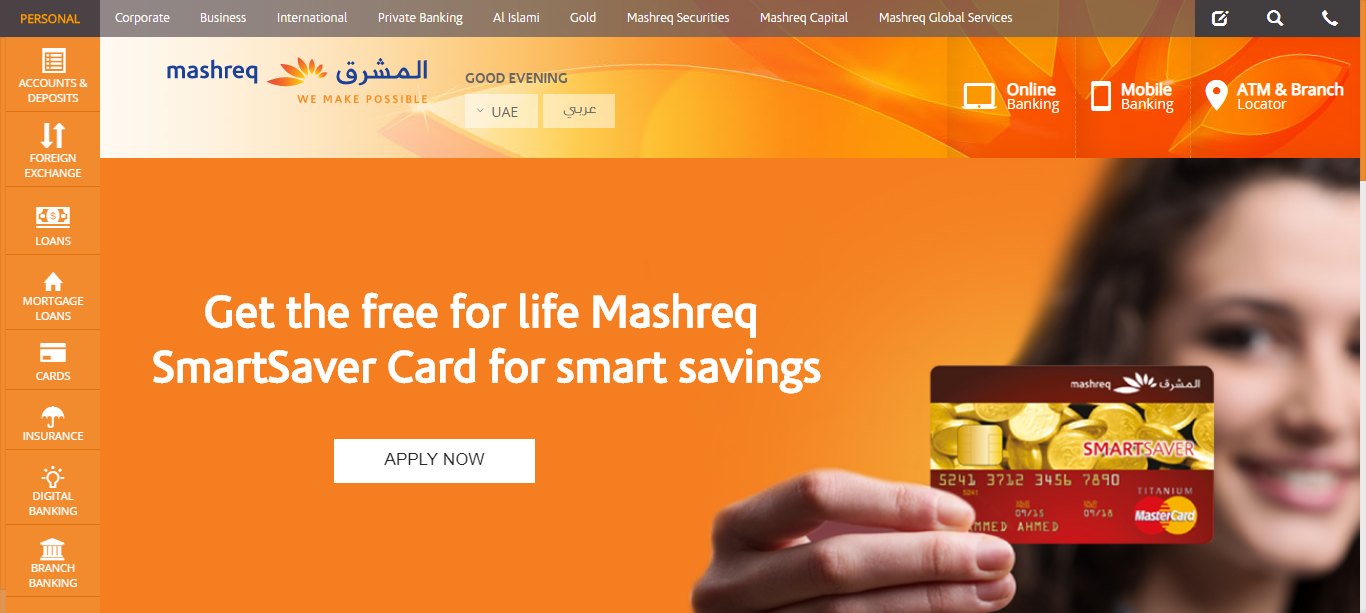 PERSONAL
Corporate
Business
International
Private Banking
Al Islami
Gold
Mashreq Securities
Mashreq Capital
Mashreq Global Services
ACCOUNTS &
DEPOSITS
FOREIGN
EXCHANGE
LOANS
MORTGAGE
LOANS
CARDS
INSURANCE
DIGITAL
BANKING
BRANCH
BANKING
mashreq المشرق
WE MAKE POSSIBLE
GOOD EVENING
UAE
عربي
Online
Banking
Mobile
Banking
ATM & Branch
Locator
Get the free for life Mashreq
SmartSaver Card for smart savings
APPLY NOW
mashreq المشرق
SMARTSAVER
5241 3712 3456 7890
5241
TITANIUM
09/15 09/18
MMED AHMED
MasterCard